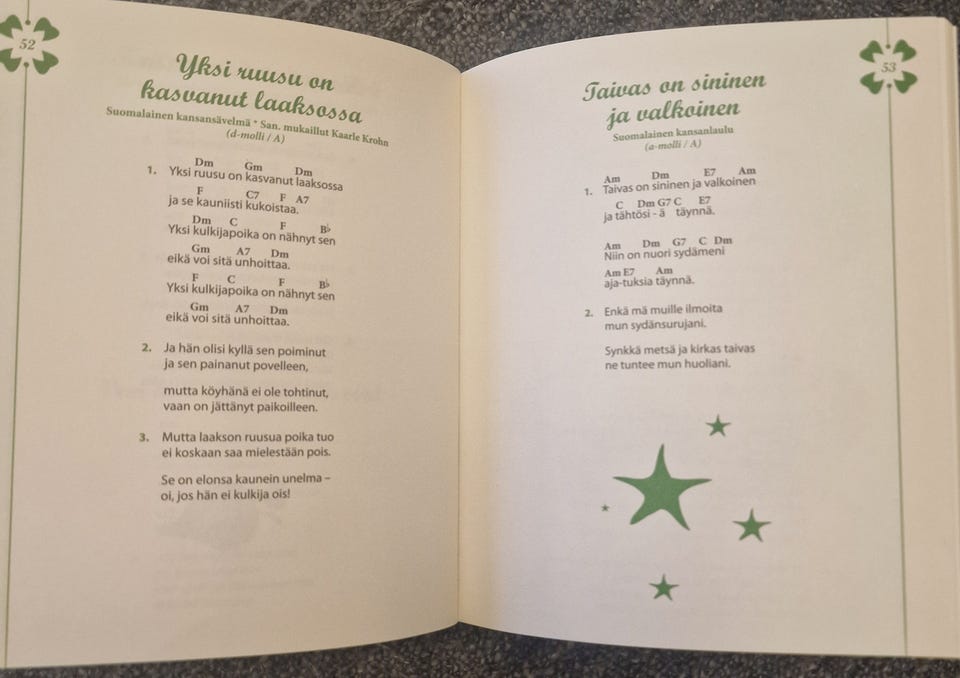 52
Yksi ruusu on
kasvanut laaksossa
Suomalainen kansansävelmä * San. mukaillut Kaarle Krohn
(d-molli / A)
Dm Gm Dm
1. Yksi ruusu on kasvanut laaksossa
F C7 F A7
ja se kauniisti kukoistaa.
Dm C F B♭
Yksi kulkijapoika on nähnyt sen
Gm A7 Dm
eikä voi sitä unhoittaa.
F C F B♭
Yksi kulkijapoika on nähnyt sen
Gm A7 Dm
eikä voi sitä unhoittaa.
2. Ja hän olisi kyllä sen poiminut
ja sen painanut povelleen,
mutta köyhänä ei ole tohtinut,
vaan on jättänyt paikoilleen.
3. Mutta laakson ruusua poika tuo
ei koskaan saa mielestään pois.
Se on elonsa kaunein unelma –
oi, jos hän ei kulkija ois!
53
Taivas on sininen
ja valkoinen
Suomalainen kansanlaulu
(a-molli / A)
Am Dm E7 Am
1. Taivas on sininen ja valkoinen
C Dm G7 C E7
ja tähtösi - ä täynnä.
Am Dm G7 C Dm
Niin on nuori sydämeni
Am E7 Am
aja-tuksia täynnä.
2. Enkä mä muille ilmoita
mun sydänsurujani.
Synkkä metsä ja kirkas taivas
ne tuntee mun huoliani.